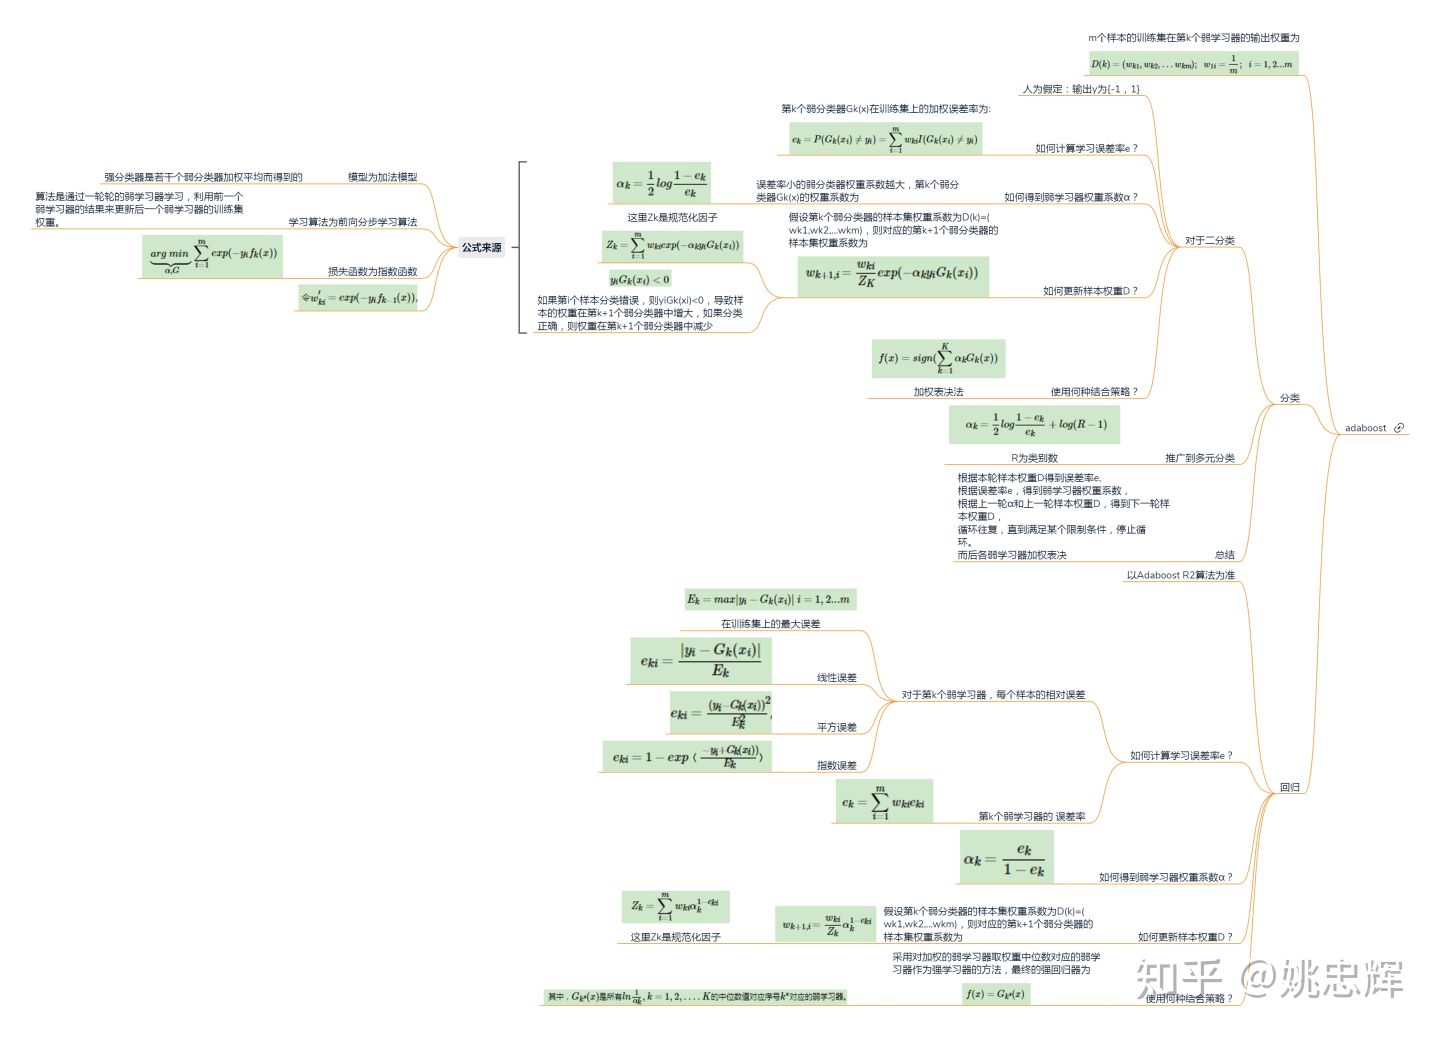 m个样本的训练集在第k个弱学习器的输出权重为
D(k) = (w_{k1}, w_{k2}, ... w_{km}); w_{1i} = \frac{1}{m}; i = 1, 2...m
人为假定：输出y为{-1，1}
第k个弱分类器Gk(x)在训练集上的加权误差率为:
e_k = P(G_k(x_i) ≠ y_i) = \sum_{i=1}^{m} w_{ki} I(G_k(x_i) ≠ y_i)
如何计算学习误差率e？
α_k = \frac{1}{2} log \frac{1-e_k}{e_k}
误差率小的弱分类器权重系数越大，第k个弱分
类器Gk(x)的权重系数为
如何得到弱学习器权重系数α？
强分类器是若干个弱分类器加权平均而得到的
模型为加法模型
算法是通过一轮轮的弱学习器学习，利用前一个
弱学习器的结果来更新后一个弱学习器的训练集
权重。
学习算法为前向分步学习算法
\underbrace{arg min}_{α,G} \sum_{i=1}^{m} exp(-y_i f_k(x))
损失函数为指数函数
令w'_{ki} = exp(-y_i f_{k-1}(x)),
公式来源
这里Zk是规范化因子
Z_k = \sum_{i=1}^{m} w_{ki} exp(-α_k y_i G_k(x_i))
y_i G_k(x_i) < 0
如果第i个样本分类错误，则yiGk(xi)<0，导致样
本的权重在第k+1个弱分类器中增大，如果分类
正确，则权重在第k+1个弱分类器中减少
假设第k个弱分类器的样本集权重系数为D(k)=(
wk1,wk2,...wkm)，则对应的第k+1个弱分类器的
样本集权重系数为
w_{k+1,i} = \frac{w_{ki}}{Z_K} exp(-α_k y_i G_k(x_i))
如何更新样本权重D？
对于二分类
f(x) = sign(\sum_{k=1}^{K} α_k G_k(x))
加权表决法
使用何种结合策略？
分类
α_k = \frac{1}{2} log \frac{1-e_k}{e_k} + log(R-1)
R为类别数
推广到多元分类
adaboost
根据本轮样本权重D得到误差率e,
根据误差率e，得到弱学习器权重系数，
根据上一轮α和上一轮样本权重D，得到下一轮样
本权重D，
循环往复，直到满足某个限制条件，停止循
环。
而后各弱学习器加权表决
总结
以Adaboost R2算法为准
E_k = max|y_i - G_k(x_i)| i = 1, 2...m
在训练集上的最大误差
e_{ki} = \frac{|y_i - G_k(x_i)|}{E_k}
线性误差
e_{ki} = \frac{(y_i - G_k(x_i))^2}{E_k^2},
平方误差
e_{ki} = 1 - exp（\frac{-y_i + G_k(x_i))}{E_k}）
指数误差
对于第k个弱学习器，每个样本的相对误差
如何计算学习误差率e？
e_k = \sum_{i=1}^{m} w_{ki} e_{ki}
第k个弱学习器的 误差率
回归
α_k = \frac{e_k}{1-e_k}
如何得到弱学习器权重系数α？
Z_k = \sum_{i=1}^{m} w_{ki} α_k^{1-e_{ki}}
这里Zk是规范化因子
w_{k+1,i} = \frac{w_{ki}}{Z_k} α_k^{1-e_{ki}}
假设第k个弱分类器的样本集权重系数为D(k)=(
wk1,wk2,...wkm)，则对应的第k+1个弱分类器的
样本集权重系数为
如何更新样本权重D？
采用对加权的弱学习器取权重中位数对应的弱学
习器作为强学习器的方法，最终的强回归器为
其中，G_{k*}(x)是所有ln\frac{1}{α_k}, k = 1, 2, .... K的中位数值对应序号k*对应的弱学习器,
f(x) = G_{k*}(x)
使用何种结合策略？
知乎 @姚忠辉